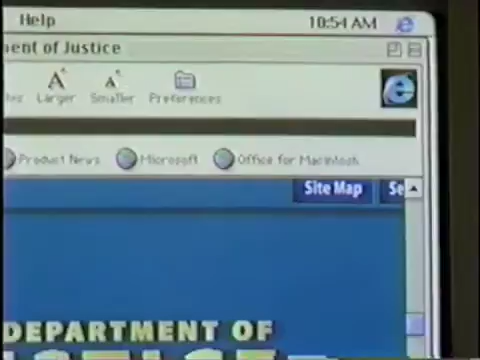 Help 10:54 AM
ent of Justice
Larger Smaller Preferences
Product News Microsoft Office for Macintosh
Site Map Se
DEPARTMENT OF